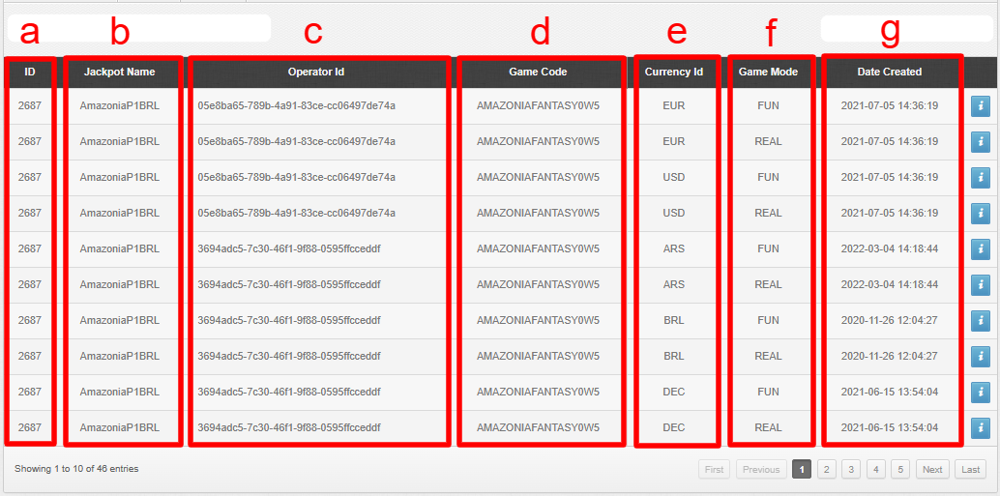 a b c d e f g
ID Jackpot Name Operator Id Game Code Currency Id Game Mode Date Created
2687 AmazoniaP1BRL 05e8ba65-789b-4a91-83ce-cc06497de74a AMAZONIAFANTASY0W5 EUR FUN 2021-07-05 14:36:19 i
2687 AmazoniaP1BRL 05e8ba65-789b-4a91-83ce-cc06497de74a AMAZONIAFANTASY0W5 EUR REAL 2021-07-05 14:36:19 i
2687 AmazoniaP1BRL 05e8ba65-789b-4a91-83ce-cc06497de74a AMAZONIAFANTASY0W5 USD FUN 2021-07-05 14:36:19 i
2687 AmazoniaP1BRL 05e8ba65-789b-4a91-83ce-cc06497de74a AMAZONIAFANTASY0W5 USD REAL 2021-07-05 14:36:19 i
2687 AmazoniaP1BRL 3694adc5-7c30-46f1-9f88-0595ffcceddf AMAZONIAFANTASY0W5 ARS FUN 2022-03-04 14:18:44 i
2687 AmazoniaP1BRL 3694adc5-7c30-46f1-9f88-0595ffcceddf AMAZONIAFANTASY0W5 ARS REAL 2022-03-04 14:18:44 i
2687 AmazoniaP1BRL 3694adc5-7c30-46f1-9f88-0595ffcceddf AMAZONIAFANTASY0W5 BRL FUN 2020-11-26 12:04:27 i
2687 AmazoniaP1BRL 3694adc5-7c30-46f1-9f88-0595ffcceddf AMAZONIAFANTASY0W5 BRL REAL 2020-11-26 12:04:27 i
2687 AmazoniaP1BRL 3694adc5-7c30-46f1-9f88-0595ffcceddf AMAZONIAFANTASY0W5 DEC FUN 2021-06-15 13:54:04 i
2687 AmazoniaP1BRL 3694adc5-7c30-46f1-9f88-0595ffcceddf AMAZONIAFANTASY0W5 DEC REAL 2021-06-15 13:54:04 i
Showing 1 to 10 of 46 entries First Previous 1 2 3 4 5 Next Last